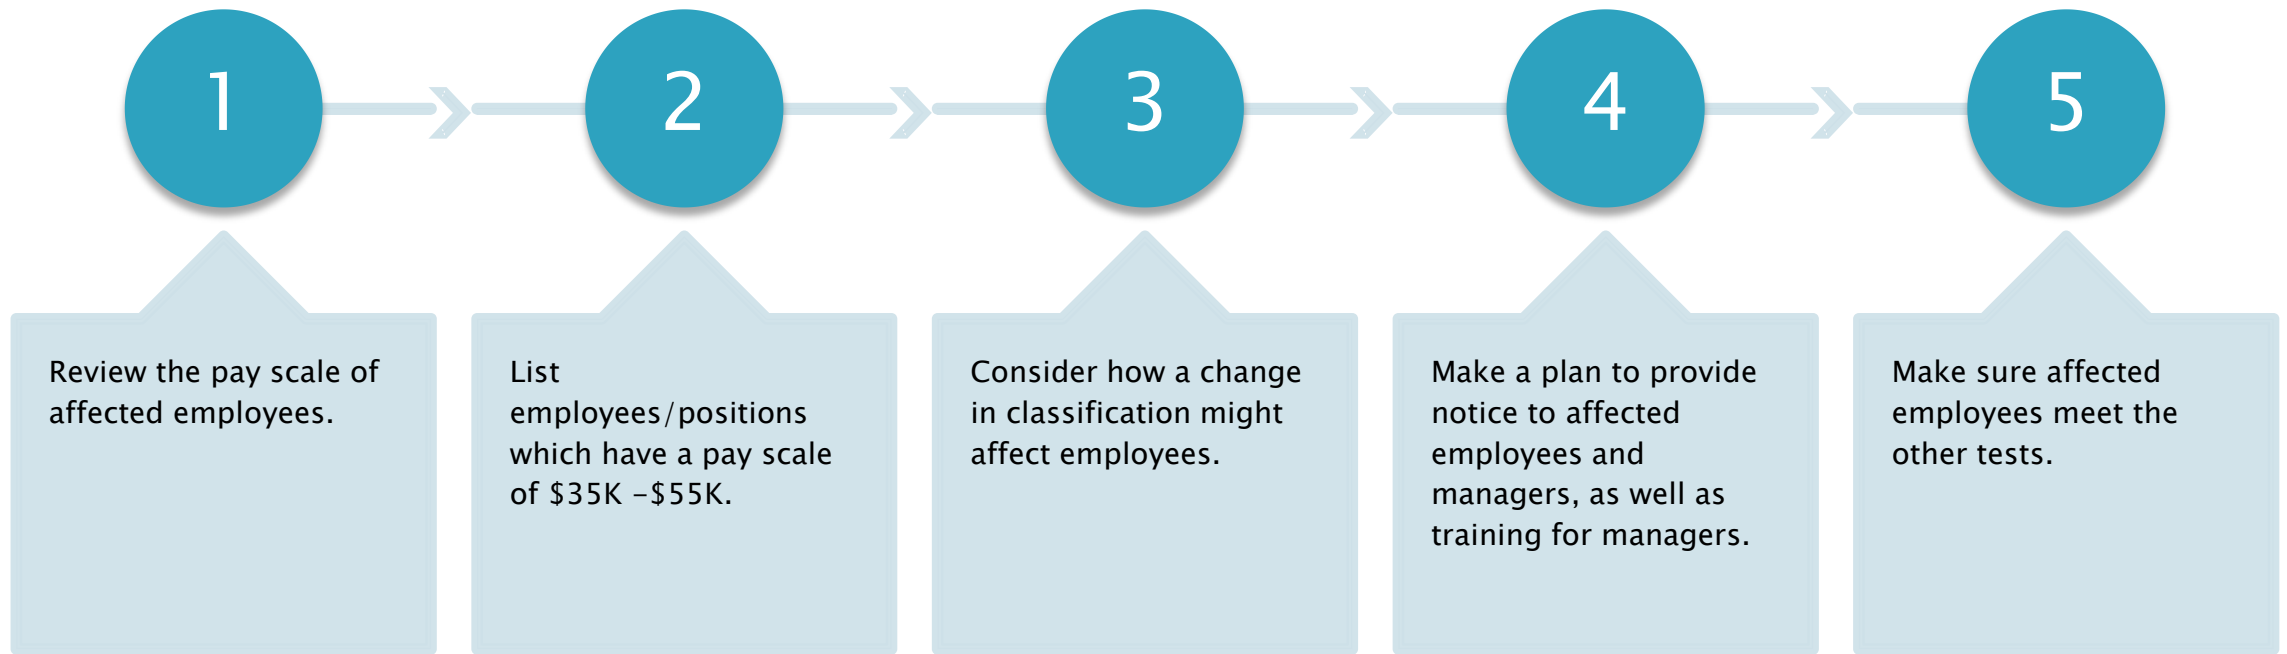 1
Review the pay scale of
affected employees.
2
List
employees/positions
which have a pay scale
of $35K -$55K.
3
Consider how a change
in classification might
affect employees.
4
Make a plan to provide
notice to affected
employees and
managers, as well as
training for managers.
5
Make sure affected
employees meet the
other tests.